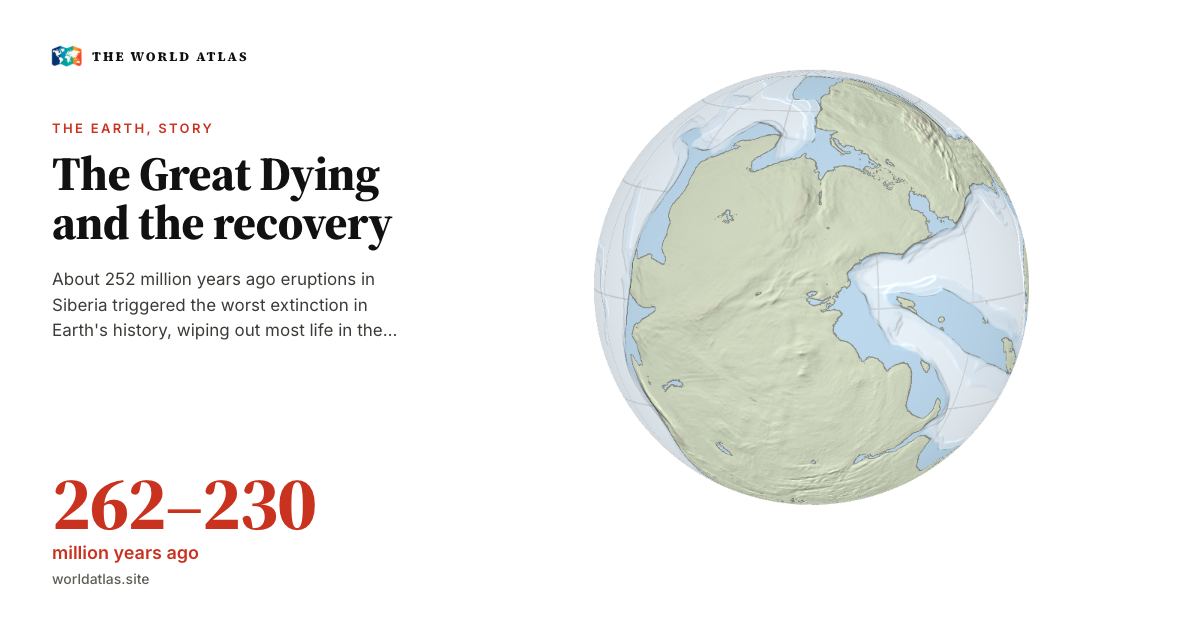 THE WORLD ATLAS
THE EARTH, STORY
The Great Dying
and the recovery
About 252 million years ago eruptions in
Siberia triggered the worst extinction in
Earth's history, wiping out most life in the…
262–230
million years ago
worldatlas.site